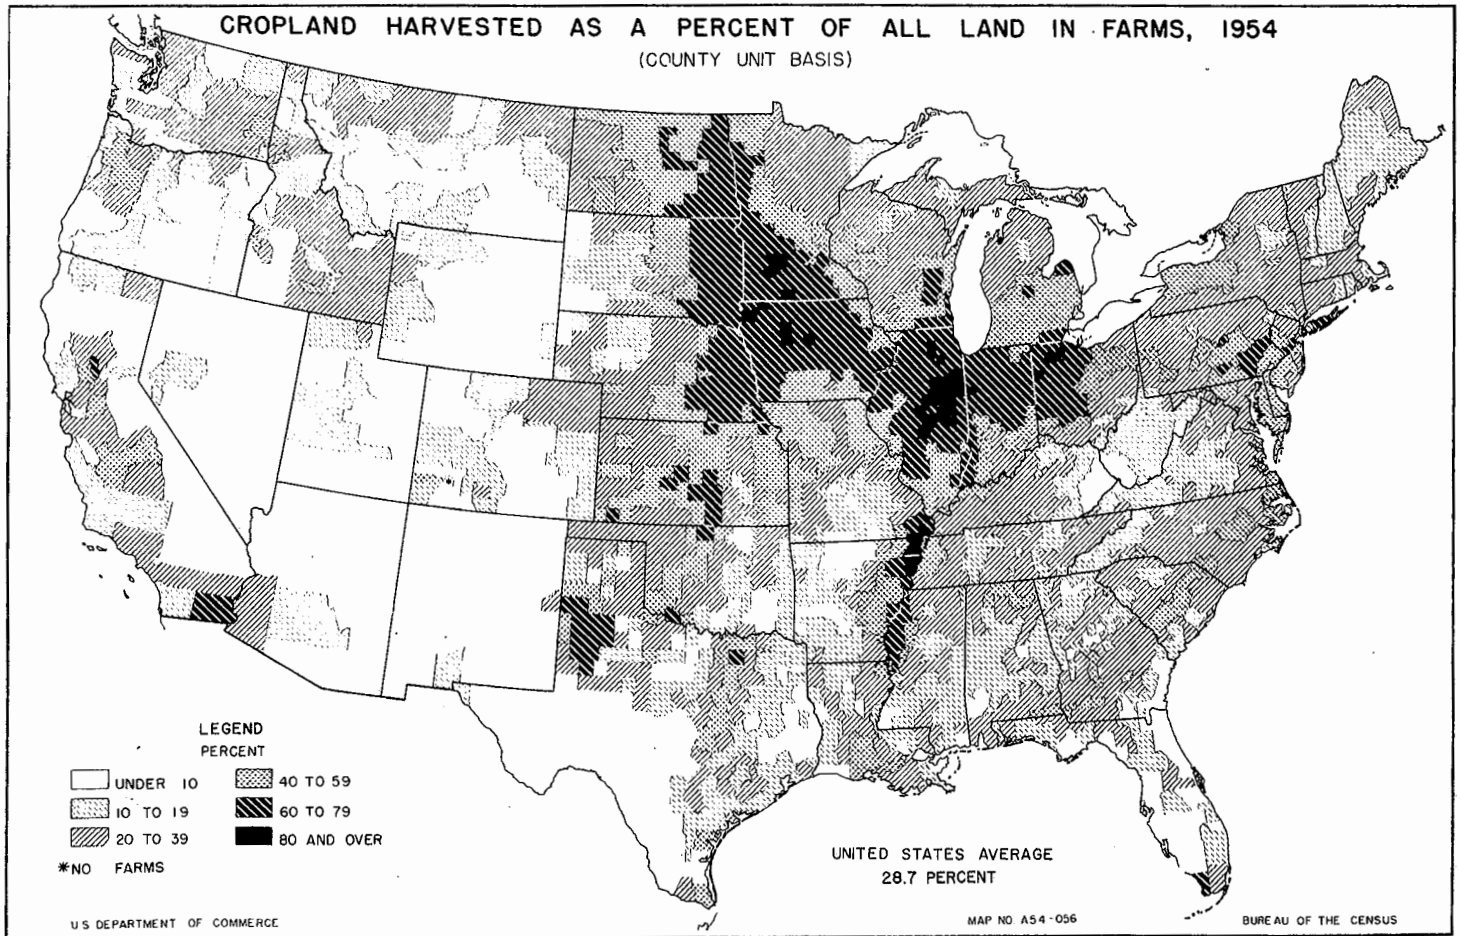 CROPLAND HARVESTED AS A PERCENT OF ALL LAND IN FARMS, 1954
(COUNTY UNIT BASIS)
LEGEND
PERCENT
UNDER 10
10 TO 19
20 TO 39
40 TO 59
60 TO 79
80 AND OVER
*NO FARMS
UNITED STATES AVERAGE
28.7 PERCENT
U S DEPARTMENT OF COMMERCE
MAP NO. A54-056
BUREAU OF THE CENSUS